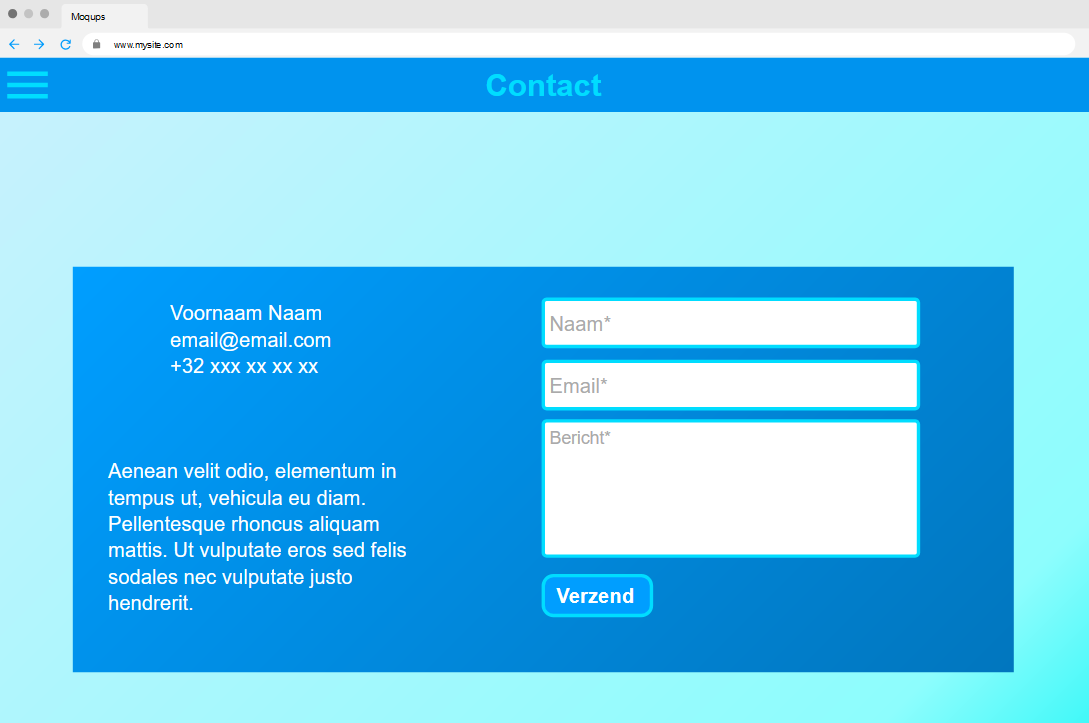 Moqups
www.mysite.com
Contact
Voornaam Naam
email@email.com
+32 xxx xx xx xx
Aenean velit odio, elementum in
tempus ut, vehicula eu diam.
Pellentesque rhoncus aliquam
mattis. Ut vulputate eros sed felis
sodales nec vulputate justo
hendrerit.
Naam*
Email*
Bericht*
Verzend